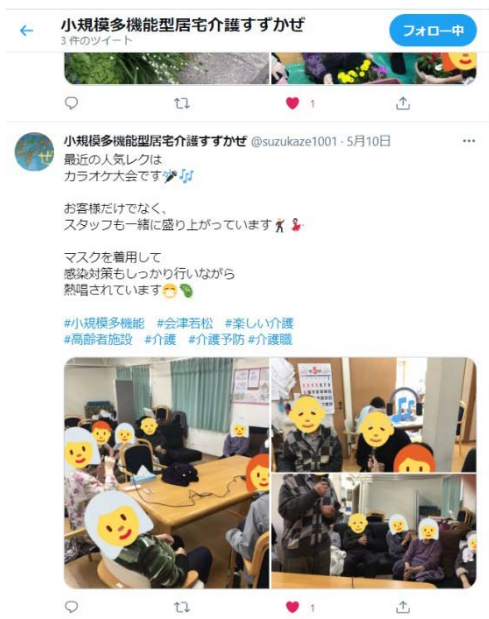 小規模多機能型居宅介護すずかぜ
3 件のツイート
フォロー中
1
小規模多機能型居宅介護すずかぜ @suzukaze1001 · 5月10日
最近の人気レクは
カラオケ大会です🎤🎶
お客様だけでなく、
スタッフも一緒に盛り上がっています🕺💃
マスクを着用して
感染対策もしっかり行いながら
熱唱されています😷🦠
#小規模多機能 #会津若松 #楽しい介護
#高齢者施設 #介護 #介護予防 #介護職
1